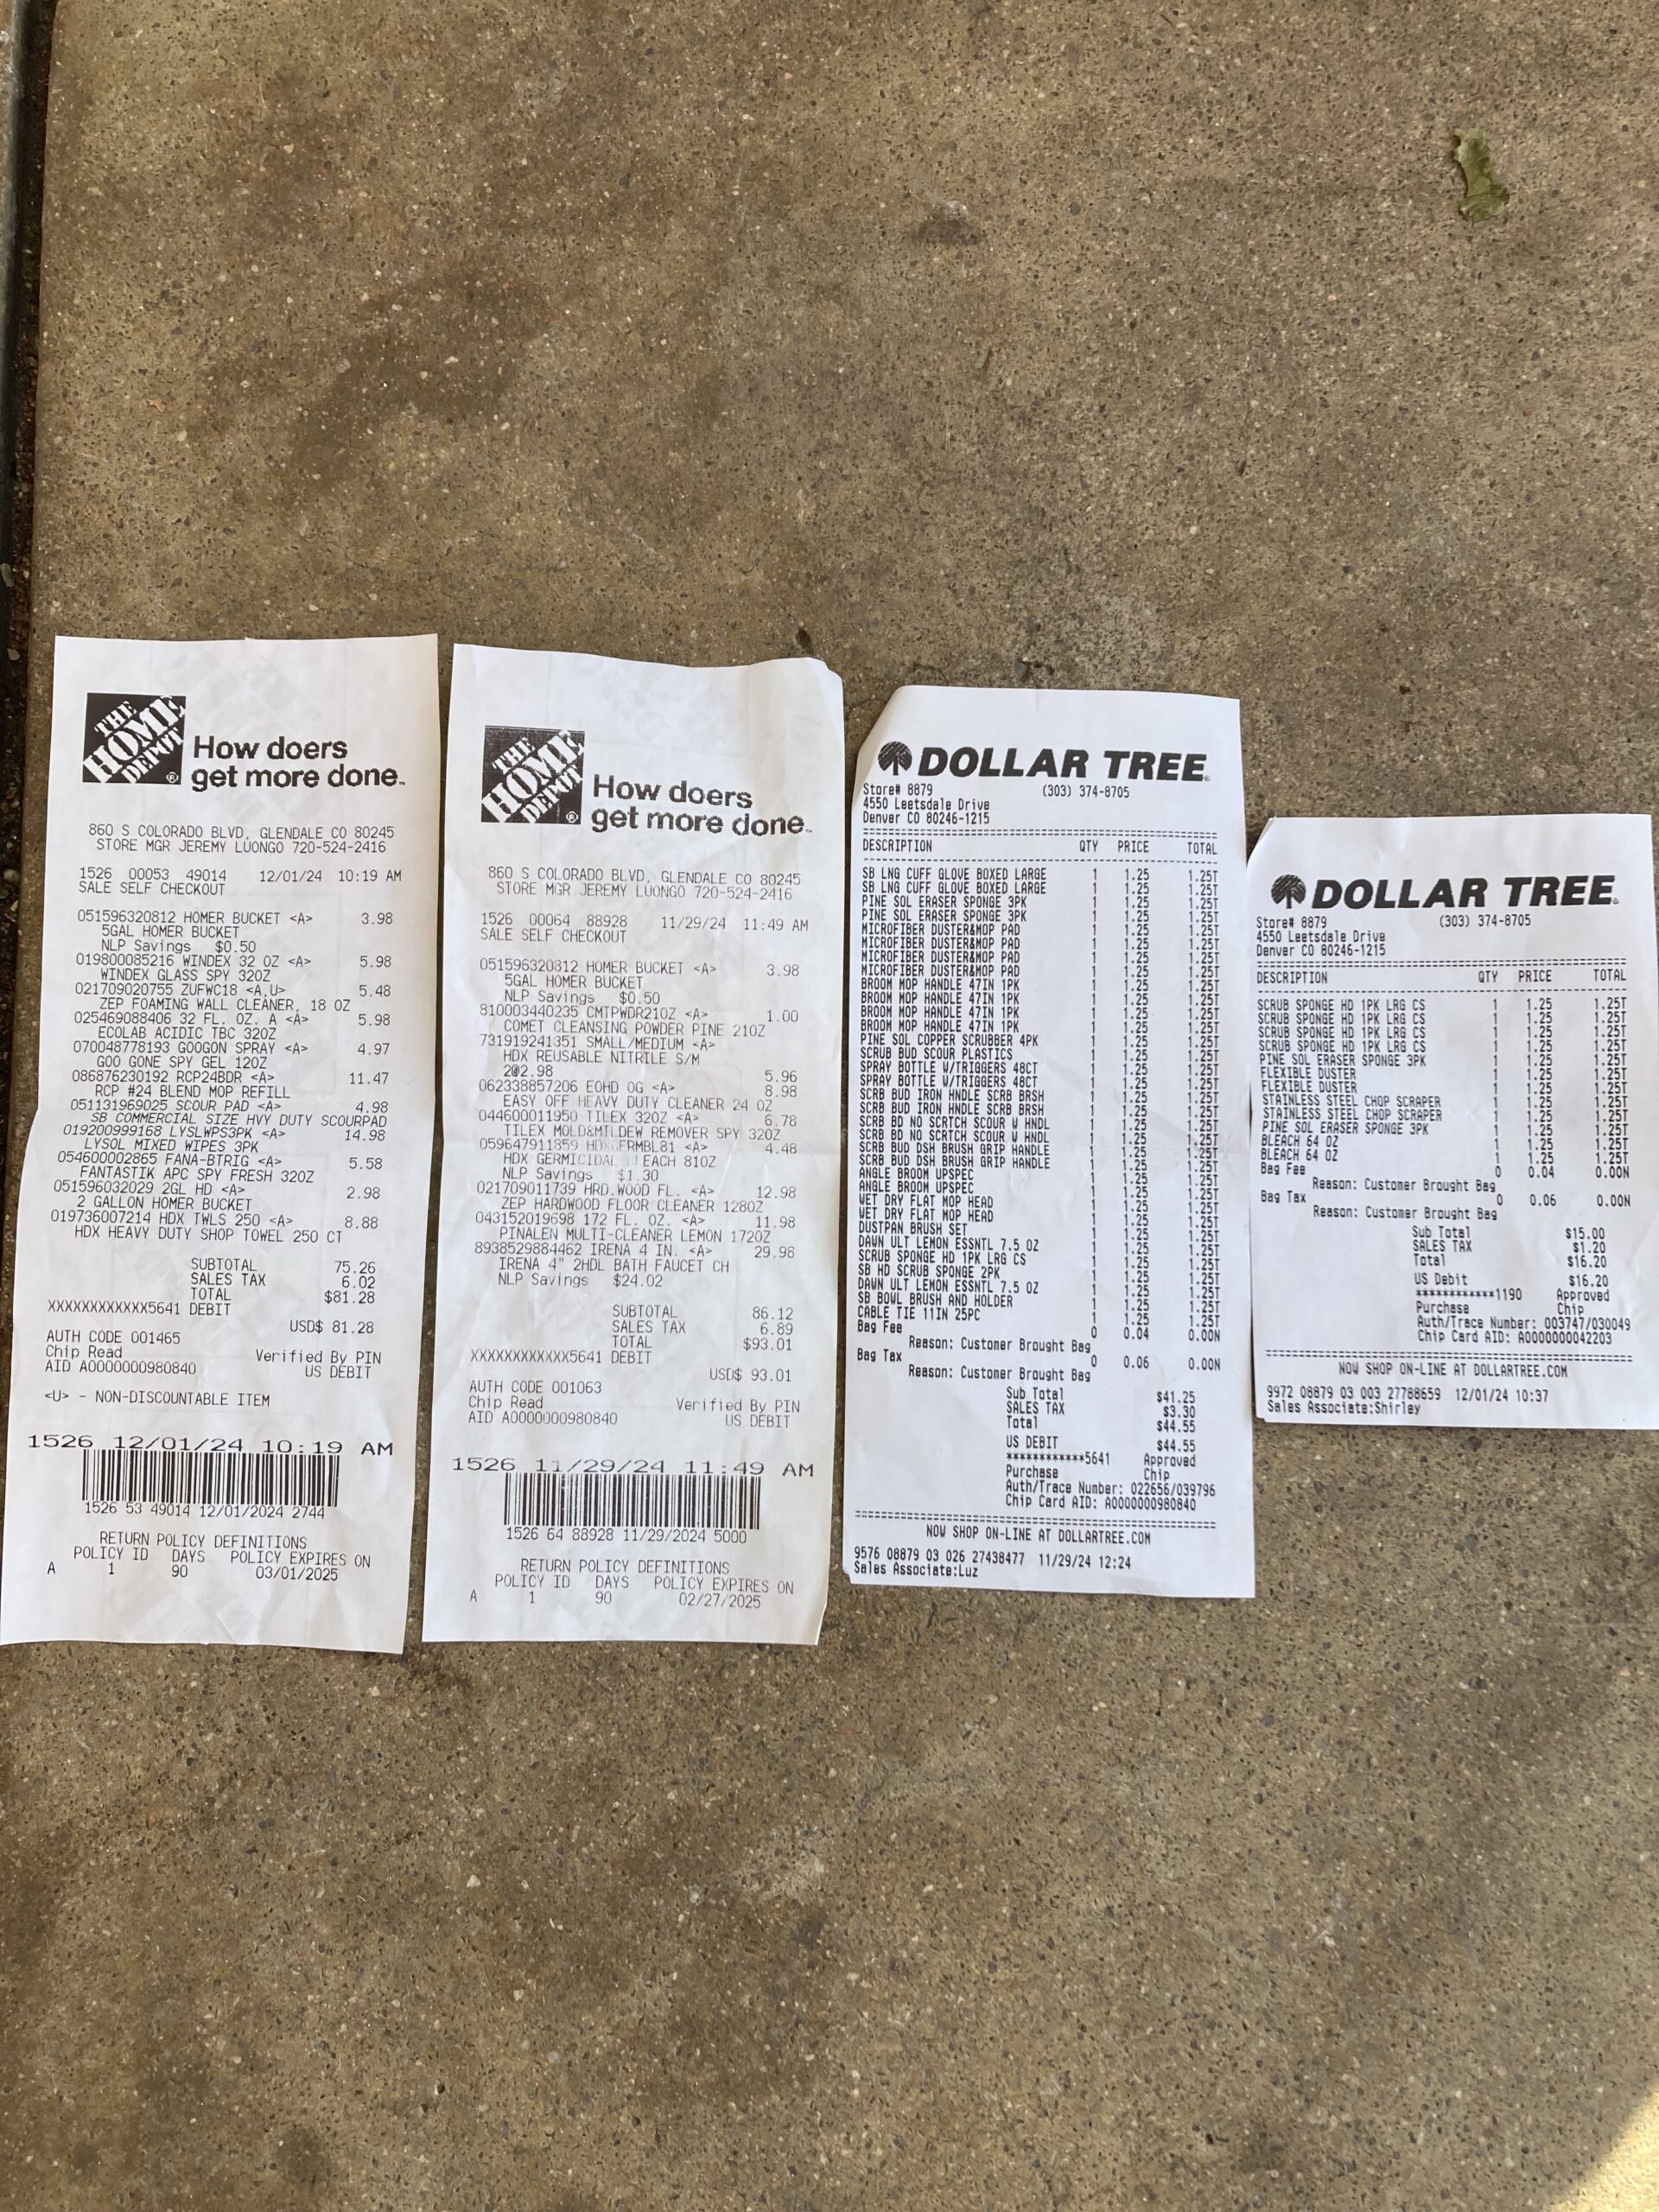 THE HOME DEPOT ®
How doers
get more done™
860 S COLORADO BLVD, GLENDALE CO 80245
STORE MGR JEREMY LUONGO 720-524-2416
1526 00053 49014 12/01/24 10:19 AM
SALE SELF CHECKOUT
051596320812 HOMER BUCKET <A> 3.98
5GAL HOMER BUCKET
NLP Savings $0.50
019800085216 WINDEX 32 OZ <A> 5.98
WINDEX GLASS SPY 32OZ
021709020755 ZUFWC18 <A,U> 5.48
ZEP FOAMING WALL CLEANER, 18 OZ
025469088406 32 FL. OZ. A <A> 5.98
ECOLAB ACIDIC TBC 32OZ
070048778193 GOOGON SPRAY <A> 4.97
GOO GONE SPY GEL 12OZ
086876230192 RCP24BDR <A> 11.47
RCP #24 BLEND MOP REFILL
051131969025 SCOUR PAD <A> 4.98
SB COMMERCIAL SIZE HVY DUTY SCOURPAD
019200999168 LYSLWPS3PK <A> 14.98
LYSOL MIXED WIPES 3PK
054600002865 FANA-BTRIG <A> 5.58
FANTASTIK APC SPY FRESH 32OZ
051596032029 2GL HD <A> 2.98
2 GALLON HOMER BUCKET
019736007214 HDX TWLS 250 <A> 8.88
HDX HEAVY DUTY SHOP TOWEL 250 CT
SUBTOTAL 75.26
SALES TAX 6.02
TOTAL $81.28
XXXXXXXXXXXX5641 DEBIT
USD$ 81.28
AUTH CODE 001465
Chip Read Verified By PIN
AID A0000000980840 US DEBIT
<U> - NON-DISCOUNTABLE ITEM
1526 12/01/24 10:19 AM
1526 53 49014 12/01/2024 2744
RETURN POLICY DEFINITIONS
POLICY ID DAYS POLICY EXPIRES ON
A 1 90 03/01/2025
THE HOME DEPOT ®
How doers
get more done™
860 S COLORADO BLVD, GLENDALE CO 80245
STORE MGR JEREMY LUONGO 720-524-2416
1526 00064 88928 11/29/24 11:49 AM
SALE SELF CHECKOUT
051596320812 HOMER BUCKET <A> 3.98
5GAL HOMER BUCKET
NLP Savings $0.50
810003440235 CMTPWDR21OZ <A> 1.00
COMET CLEANSING POWDER PINE 21OZ
731919241351 SMALL/MEDIUM <A>
HDX REUSABLE NITRILE S/M
2@2.98 5.96
062338857206 EOHD OG <A> 8.98
EASY OFF HEAVY DUTY CLEANER 24 OZ
044600011950 TILEX 32OZ <A> 6.78
TILEX MOLD&MILDEW REMOVER SPY 32OZ
059647911859 HDXGERMBL81 <A> 4.48
HDX GERMICIDAL BLEACH 81OZ
NLP Savings $1.30
021709011739 HRD.WOOD FL. <A> 12.98
ZEP HARDWOOD FLOOR CLEANER 128OZ
043152019698 172 FL. OZ. <A> 11.98
PINALEN MULTI-CLEANER LEMON 172OZ
8938529884462 IRENA 4 IN. <A> 29.98
IRENA 4" 2HDL BATH FAUCET CH
NLP Savings $24.02
SUBTOTAL 86.12
SALES TAX 6.89
TOTAL $93.01
XXXXXXXXXXXX5641 DEBIT
USD$ 93.01
AUTH CODE 001063
Chip Read Verified By PIN
AID A0000000980840 US DEBIT
1526 11/29/24 11:49 AM
1526 64 88928 11/29/2024 5000
RETURN POLICY DEFINITIONS
POLICY ID DAYS POLICY EXPIRES ON
A 1 90 02/27/2025
DOLLAR TREE®
Store# 8879 (303) 374-8705
4550 Leetsdale Drive
Denver CO 80246-1215
DESCRIPTION QTY PRICE TOTAL
SB LNG CUFF GLOVE BOXED LARGE 1 1.25 1.25T
SB LNG CUFF GLOVE BOXED LARGE 1 1.25 1.25T
PINE SOL ERASER SPONGE 3PK 1 1.25 1.25T
PINE SOL ERASER SPONGE 3PK 1 1.25 1.25T
MICROFIBER DUSTER&MOP PAD 1 1.25 1.25T
MICROFIBER DUSTER&MOP PAD 1 1.25 1.25T
MICROFIBER DUSTER&MOP PAD 1 1.25 1.25T
MICROFIBER DUSTER&MOP PAD 1 1.25 1.25T
BROOM MOP HANDLE 47IN 1PK 1 1.25 1.25T
BROOM MOP HANDLE 47IN 1PK 1 1.25 1.25T
BROOM MOP HANDLE 47IN 1PK 1 1.25 1.25T
BROOM MOP HANDLE 47IN 1PK 1 1.25 1.25T
PINE SOL COPPER SCRUBBER 4PK 1 1.25 1.25T
SCRUB BUD SCOUR PLASTICS 1 1.25 1.25T
SPRAY BOTTLE W/TRIGGERS 48CT 1 1.25 1.25T
SPRAY BOTTLE W/TRIGGERS 48CT 1 1.25 1.25T
SCRB BUD IRON HNDLE SCRB BRSH 1 1.25 1.25T
SCRB BUD IRON HNDLE SCRB BRSH 1 1.25 1.25T
SCRB BD NO SCRTCH SCOUR W HNDL 1 1.25 1.25T
SCRB BD NO SCRTCH SCOUR W HNDL 1 1.25 1.25T
SCRB BUD DSH BRUSH GRIP HANDLE 1 1.25 1.25T
SCRB BUD DSH BRUSH GRIP HANDLE 1 1.25 1.25T
ANGLE BROOM UPSPEC 1 1.25 1.25T
ANGLE BROOM UPSPEC 1 1.25 1.25T
WET DRY FLAT MOP HEAD 1 1.25 1.25T
WET DRY FLAT MOP HEAD 1 1.25 1.25T
DUSTPAN BRUSH SET 1 1.25 1.25T
DAWN ULT LEMON ESSNTL 7.5 OZ 1 1.25 1.25T
SCRUB SPONGE HD 1PK LRG CS 1 1.25 1.25T
SB HD SCRUB SPONGE 2PK 1 1.25 1.25T
DAWN ULT LEMON ESSNTL 7.5 OZ 1 1.25 1.25T
SB BOWL BRUSH AND HOLDER 1 1.25 1.25T
CABLE TIE 11IN 25PC 1 1.25 1.25T
Bag Fee 0 0.04 0.00N
Reason: Customer Brought Bag
Bag Tax 0 0.06 0.00N
Reason: Customer Brought Bag
Sub Total $41.25
SALES TAX $3.30
Total $44.55
US DEBIT $44.55
************5641 Approved
Purchase Chip
Auth/Trace Number: 022656/039796
Chip Card AID: A0000000980840
NOW SHOP ON-LINE AT DOLLARTREE.COM
9576 08879 03 026 27438477 11/29/24 12:24
Sales Associate:Luz
DOLLAR TREE®
Store# 8879 (303) 374-8705
4550 Leetsdale Drive
Denver CO 80246-1215
DESCRIPTION QTY PRICE TOTAL
SCRUB SPONGE HD 1PK LRG CS 1 1.25 1.25T
SCRUB SPONGE HD 1PK LRG CS 1 1.25 1.25T
SCRUB SPONGE HD 1PK LRG CS 1 1.25 1.25T
SCRUB SPONGE HD 1PK LRG CS 1 1.25 1.25T
PINE SOL ERASER SPONGE 3PK 1 1.25 1.25T
FLEXIBLE DUSTER 1 1.25 1.25T
FLEXIBLE DUSTER 1 1.25 1.25T
STAINLESS STEEL CHOP SCRAPER 1 1.25 1.25T
STAINLESS STEEL CHOP SCRAPER 1 1.25 1.25T
PINE SOL ERASER SPONGE 3PK 1 1.25 1.25T
BLEACH 64 OZ 1 1.25 1.25T
BLEACH 64 OZ 1 1.25 1.25T
Bag Fee 0 0.04 0.00N
Reason: Customer Brought Bag
Bag Tax 0 0.06 0.00N
Reason: Customer Brought Bag
Sub Total $15.00
SALES TAX $1.20
Total $16.20
US Debit $16.20
************1190 Approved
Purchase Chip
Auth/Trace Number: 003747/030049
Chip Card AID: A0000000042203
NOW SHOP ON-LINE AT DOLLARTREE.COM
9972 08879 03 003 27788659 12/01/24 10:37
Sales Associate:Shirley